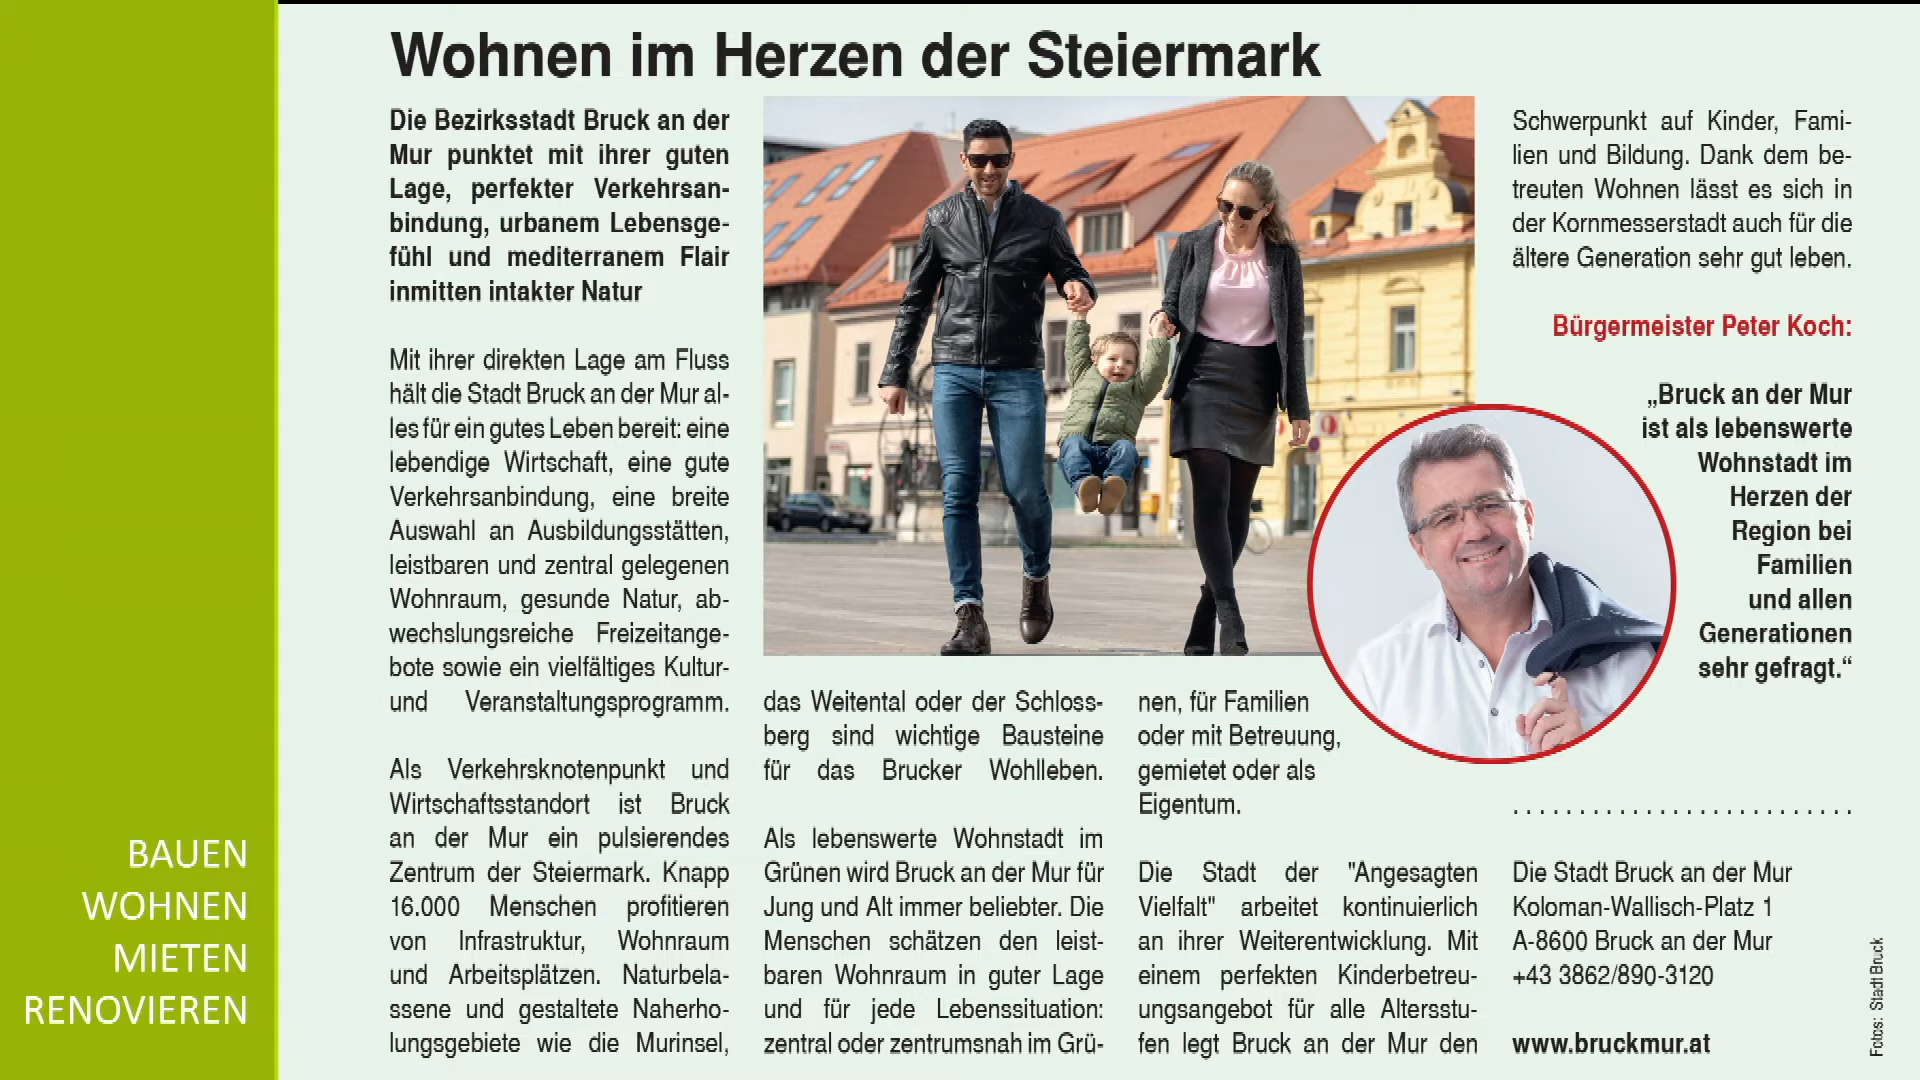 BAUEN
WOHNEN
MIETEN
RENOVIEREN
Wohnen im Herzen der Steiermark
Die Bezirksstadt Bruck an der
Mur punktet mit ihrer guten
Lage, perfekter Verkehrsan-
bindung, urbanem Lebensge-
fühl und mediterranem Flair
inmitten intakter Natur
Mit ihrer direkten Lage am Fluss
hält die Stadt Bruck an der Mur al-
les für ein gutes Leben bereit: eine
lebendige Wirtschaft, eine gute
Verkehrsanbindung, eine breite
Auswahl an Ausbildungsstätten,
leistbaren und zentral gelegenen
Wohnraum, gesunde Natur, ab-
wechslungsreiche Freizeitange-
bote sowie ein vielfältiges Kultur-
und Veranstaltungsprogramm.
Als Verkehrsknotenpunkt und
Wirtschaftsstandort ist Bruck
an der Mur ein pulsierendes
Zentrum der Steiermark. Knapp
16.000 Menschen profitieren
von Infrastruktur, Wohnraum
und Arbeitsplätzen. Naturbela-
ssene und gestaltete Naherho-
lungsgebiete wie die Murinsel,
das Weitental oder der Schloss-
berg sind wichtige Bausteine
für das Brucker Wohlleben.
Als lebenswerte Wohnstadt im
Grünen wird Bruck an der Mur für
Jung und Alt immer beliebter. Die
Menschen schätzen den leist-
baren Wohnraum in guter Lage
und für jede Lebenssituation:
zentral oder zentrumsnah im Grü-
nen, für Familien
oder mit Betreuung,
gemietet oder als
Eigentum.
Die Stadt der "Angesagten
Vielfalt" arbeitet kontinuierlich
an ihrer Weiterentwicklung. Mit
einem perfekten Kinderbetreu-
ungsangebot für alle Altersstu-
fen legt Bruck an der Mur den
Schwerpunkt auf Kinder, Fami-
lien und Bildung. Dank dem be-
treuten Wohnen lässt es sich in
der Kornmesserstadt auch für die
ältere Generation sehr gut leben.
Bürgermeister Peter Koch:
„Bruck an der Mur
ist als lebenswerte
Wohnstadt im
Herzen der
Region bei
Familien
und allen
Generationen
sehr gefragt.“
. . . . . . . . . . . . . . . . . . . . . . . . . .
Die Stadt Bruck an der Mur
Koloman-Wallisch-Platz 1
A-8600 Bruck an der Mur
+43 3862/890-3120
www.bruckmur.at
Fotos: Stadt Bruck